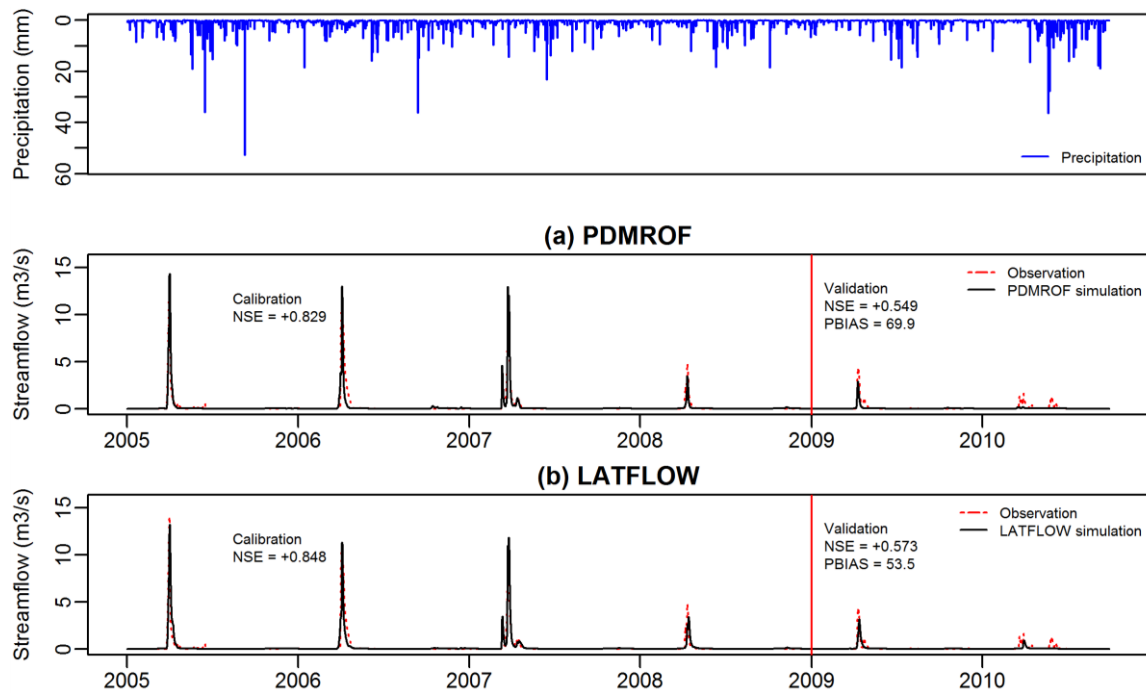 Precipitation (mm)
0
20
40
60
Precipitation
(a) PDMROF
Streamflow (m3/s)
15
10
5
0
Calibration
NSE = +0.829
Validation
NSE = +0.549
PBIAS = 69.9
Observation
PDMROF simulation
2005 2006 2007 2008 2009 2010
(b) LATFLOW
Streamflow (m3/s)
15
10
5
0
Calibration
NSE = +0.848
Validation
NSE = +0.573
PBIAS = 53.5
Observation
LATFLOW simulation
2005 2006 2007 2008 2009 2010